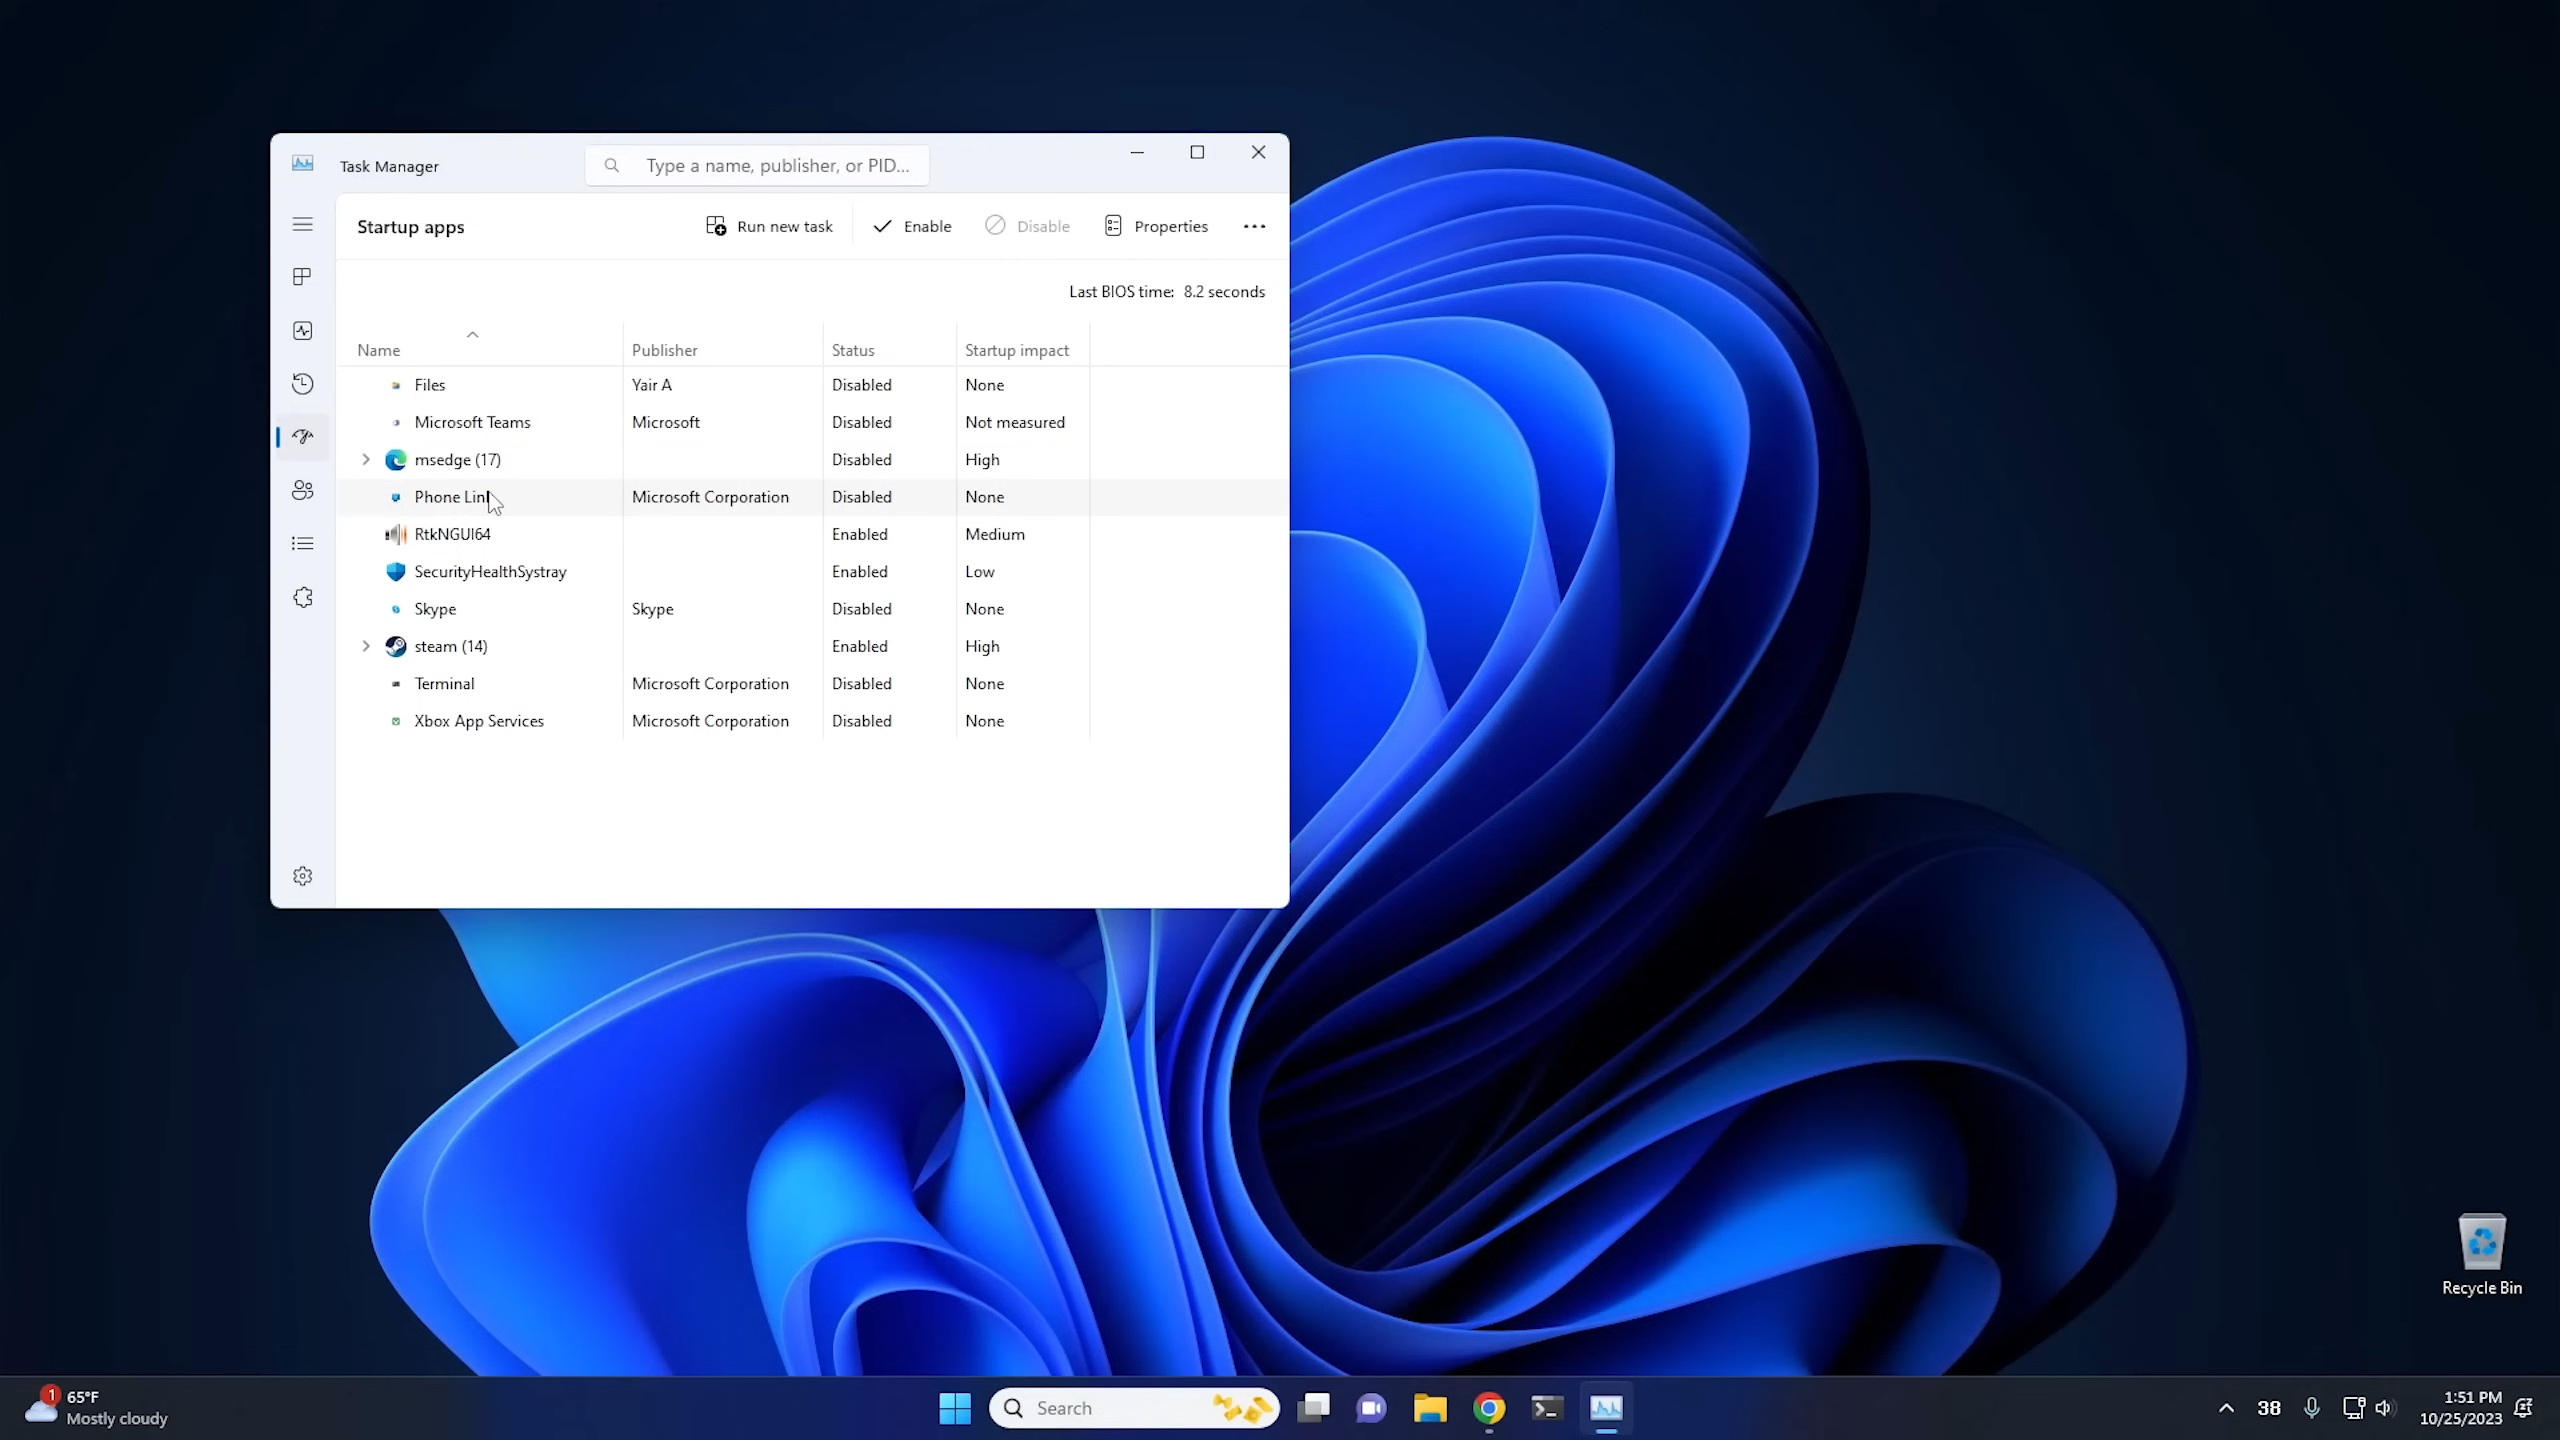 Task Manager
Type a name, publisher, or PID...
Startup apps
Run new task
Enable
Disable
Properties
Last BIOS time: 8.2 seconds
Name Publisher Status Startup impact
Files Yair A Disabled None
Microsoft Teams Microsoft Disabled Not measured
msedge (17) Disabled High
Phone Link Microsoft Corporation Disabled None
RtkNGUI64 Enabled Medium
SecurityHealthSystray Enabled Low
Skype Skype Disabled None
steam (14) Enabled High
Terminal Microsoft Corporation Disabled None
Xbox App Services Microsoft Corporation Disabled None
Recycle Bin
1
65°F
Mostly cloudy
Search
38
1:51 PM
10/25/2023